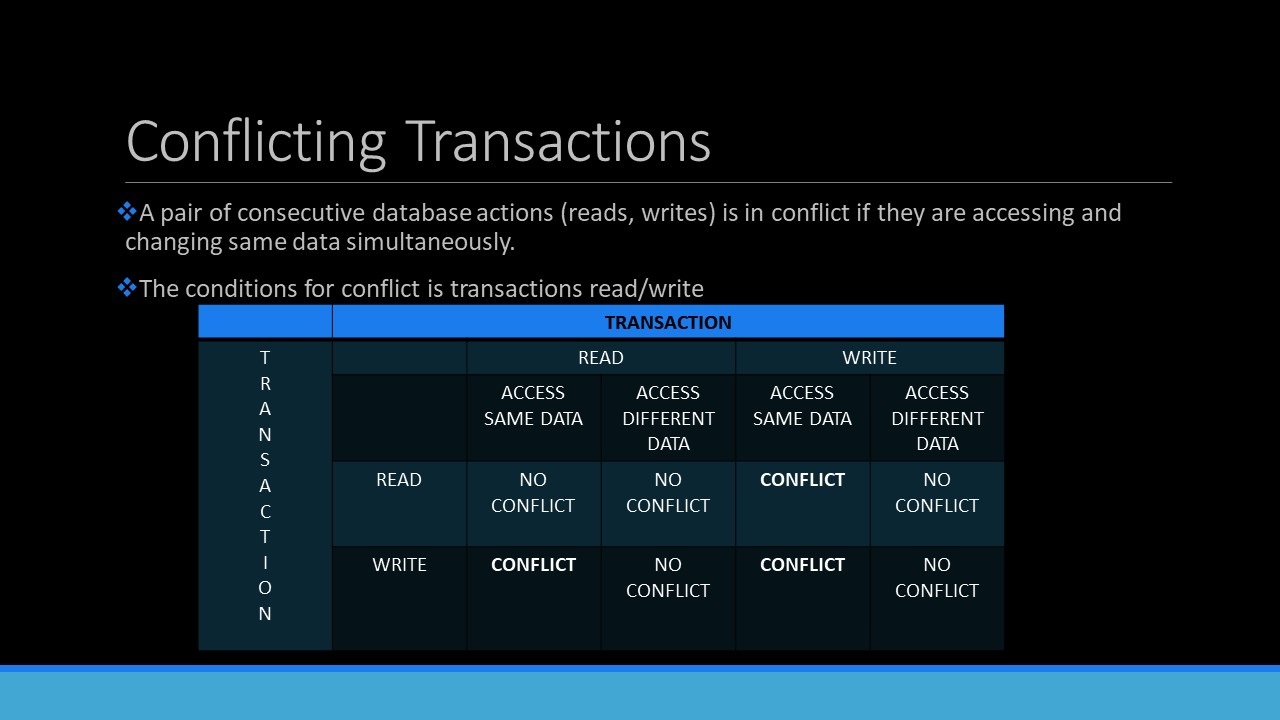 Conflicting Transactions
❖A pair of consecutive database actions (reads, writes) is in conflict if they are accessing and
changing same data simultaneously.
❖The conditions for conflict is transactions read/write
TRANSACTION
T
R
A
N
S
A
C
T
I
O
N
READ WRITE
ACCESS SAME DATA ACCESS DIFFERENT DATA ACCESS SAME DATA ACCESS DIFFERENT DATA
READ NO CONFLICT NO CONFLICT CONFLICT NO CONFLICT
WRITE CONFLICT NO CONFLICT CONFLICT NO CONFLICT